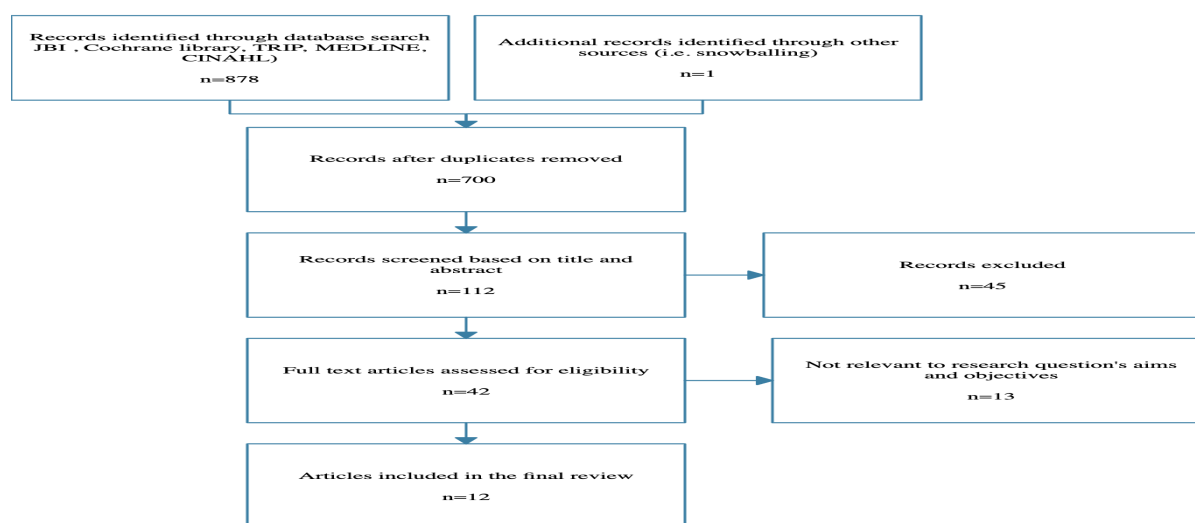 Records identified through database search
JBI , Cochrane library, TRIP, MEDLINE,
CINAHL)
n=878
Additional records identified through other
sources (i.e. snowballing)
n=1
Records after duplicates removed
n=700
Records screened based on title and
abstract
n=112
Records excluded
n=45
Full text articles assessed for eligibility
n=42
Not relevant to research question's aims
and objectives
n=13
Articles included in the final review
n=12